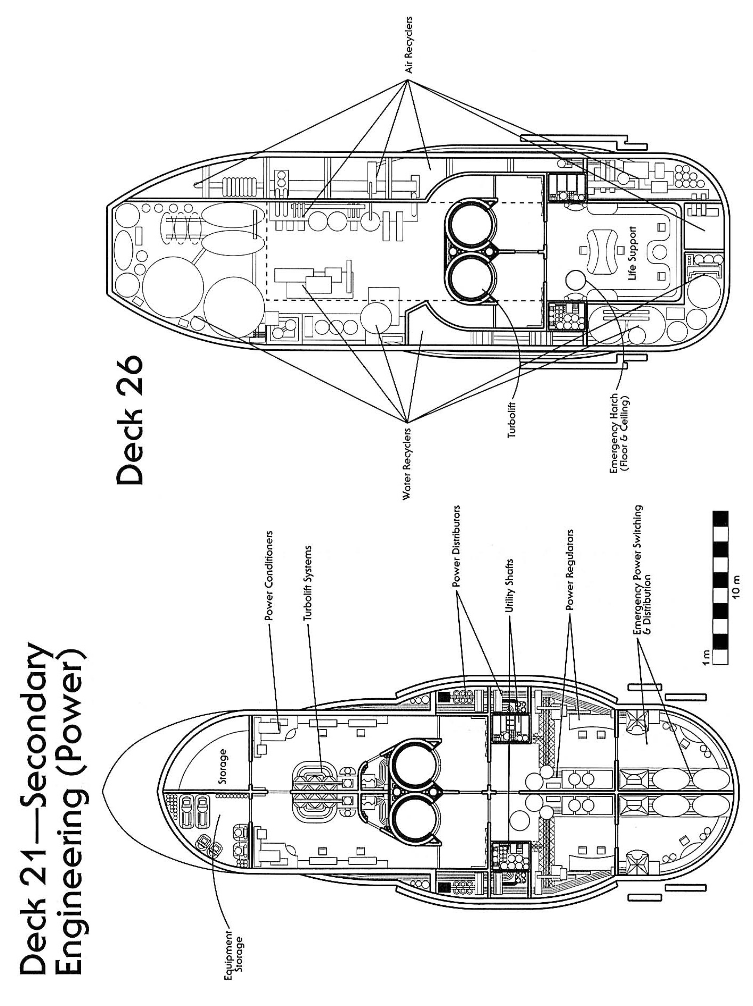 Deck 21—Secondary
Engineering (Power)
Equipment
Storage
Storage
Power Conditioners
Turbolift Systems
Power Distributors
Utility Shafts
Power Regulators
Emergency Power Switching
& Distribution
1 m
10 m
Deck 26
Water Recyclers
Turbolift
Emergency Hatch
(Floor & Ceiling)
Life Support
Air Recyclers